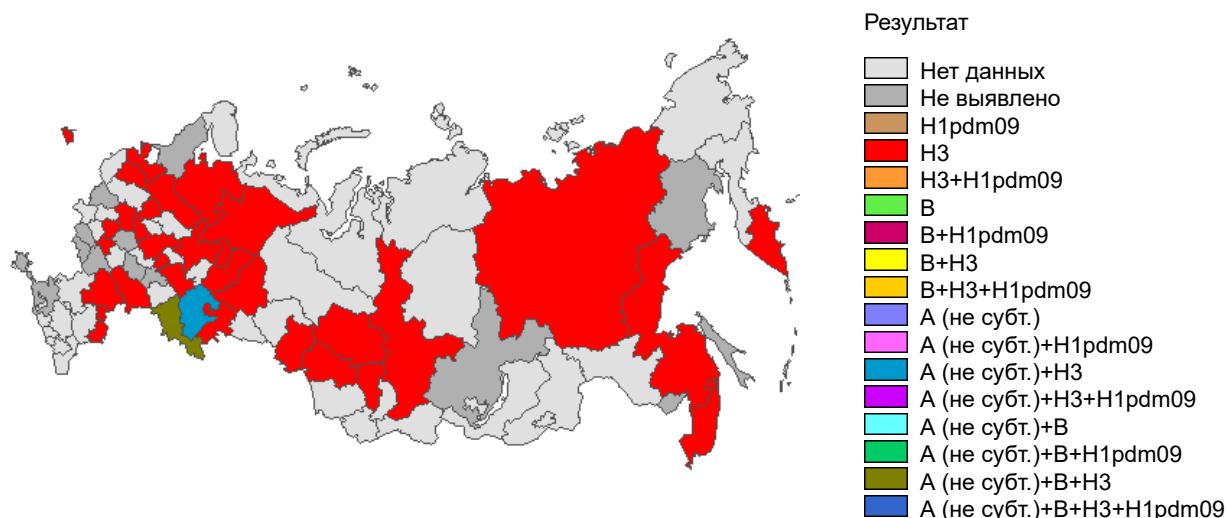 Результат
Нет данных
Не выявлено
H1pdm09
H3
H3+H1pdm09
B
B+H1pdm09
B+H3
B+H3+H1pdm09
А (не субт.)
А (не субт.)+H1pdm09
А (не субт.)+H3
А (не субт.)+H3+H1pdm09
А (не субт.)+B
А (не субт.)+B+H1pdm09
А (не субт.)+B+H3
А (не субт.)+B+H3+H1pdm09